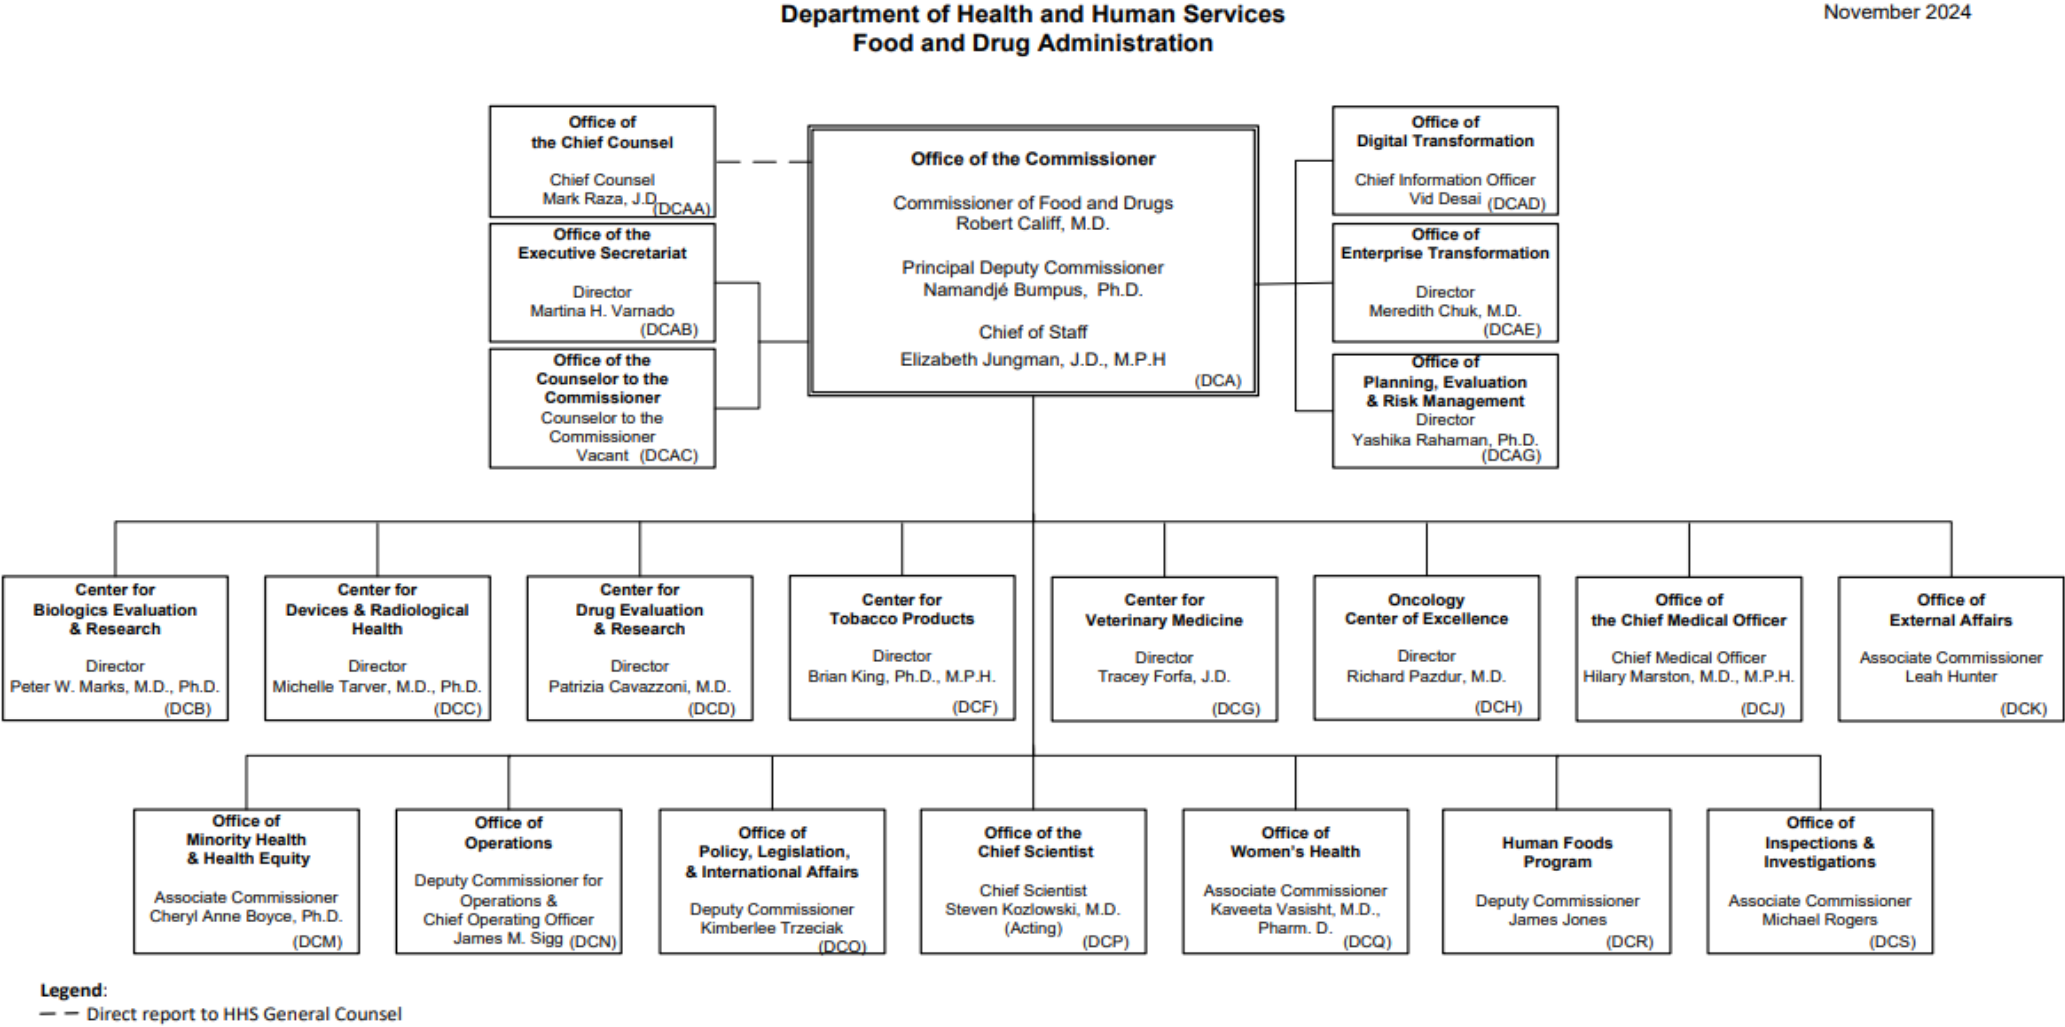 Department of Health and Human Services
Food and Drug Administration
November 2024
Office of
the Chief Counsel
Chief Counsel
Mark Raza, J.D.
(DCAA)
Office of the
Executive Secretariat
Director
Martina H. Varnado
(DCAB)
Office of the
Counselor to the
Commissioner
Counselor to the
Commissioner
Vacant (DCAC)
Office of the Commissioner
Commissioner of Food and Drugs
Robert Califf, M.D.
Principal Deputy Commissioner
Namandjé Bumpus, Ph.D.
Chief of Staff
Elizabeth Jungman, J.D., M.P.H
(DCA)
Office of
Digital Transformation
Chief Information Officer
Vid Desai (DCAD)
Office of
Enterprise Transformation
Director
Meredith Chuk, M.D.
(DCAE)
Office of
Planning, Evaluation
& Risk Management
Director
Yashika Rahaman, Ph.D.
(DCAG)
Center for
Biologics Evaluation
& Research
Director
Peter W. Marks, M.D., Ph.D.
(DCB)
Center for
Devices & Radiological
Health
Director
Michelle Tarver, M.D., Ph.D.
(DCC)
Center for
Drug Evaluation
& Research
Director
Patrizia Cavazzoni, M.D.
(DCD)
Center for
Tobacco Products
Director
Brian King, Ph.D., M.P.H.
(DCF)
Center for
Veterinary Medicine
Director
Tracey Forfa, J.D.
(DCG)
Oncology
Center of Excellence
Director
Richard Pazdur, M.D.
(DCH)
Office of
the Chief Medical Officer
Chief Medical Officer
Hilary Marston, M.D., M.P.H.
(DCJ)
Office of
External Affairs
Associate Commissioner
Leah Hunter
(DCK)
Office of
Minority Health
& Health Equity
Associate Commissioner
Cheryl Anne Boyce, Ph.D.
(DCM)
Office of
Operations
Deputy Commissioner for
Operations &
Chief Operating Officer
James M. Sigg (DCN)
Office of
Policy, Legislation,
& International Affairs
Deputy Commissioner
Kimberlee Trzeciak
(DCO)
Office of the
Chief Scientist
Chief Scientist
Steven Kozlowski, M.D.
(Acting)
(DCP)
Office of
Women's Health
Associate Commissioner
Kaveeta Vasisht, M.D.,
Pharm. D.
(DCQ)
Human Foods
Program
Deputy Commissioner
James Jones
(DCR)
Office of
Inspections &
Investigations
Associate Commissioner
Michael Rogers
(DCS)
Legend:
Direct report to HHS General Counsel